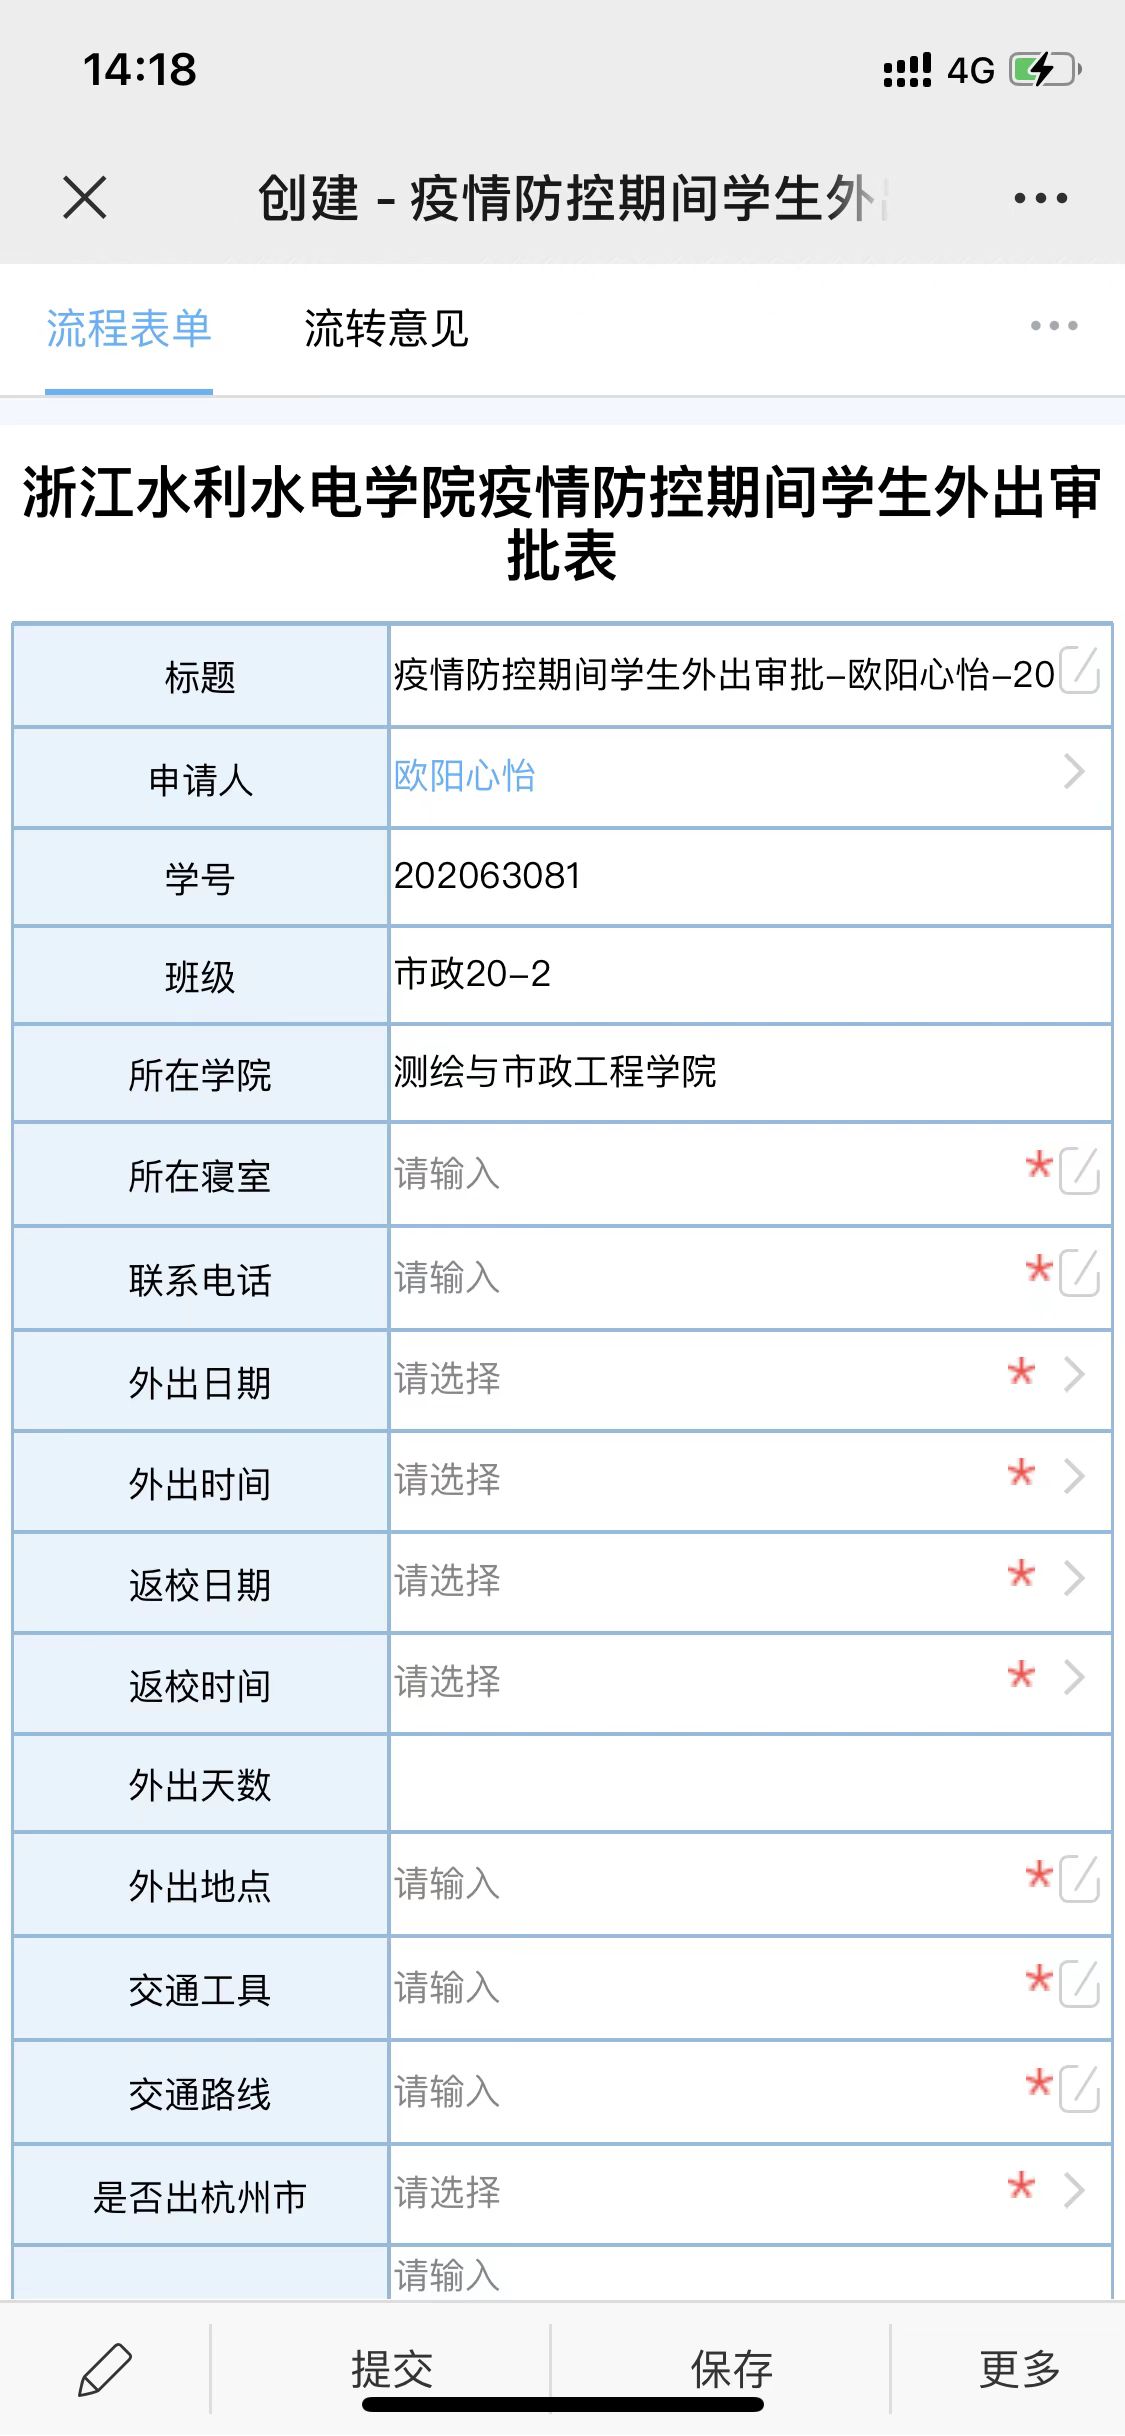 14:18
4G
创建 - 疫情防控期间学生外
流程表单
流转意见
浙江水利水电学院疫情防控期间学生外出审
批表
标题
疫情防控期间学生外出审批-欧阳心怡-20
申请人
欧阳心怡
学号
202063081
班级
市政20-2
所在学院
测绘与市政工程学院
所在寝室
请输入
*
联系电话
请输入
*
外出日期
请选择
*
外出时间
请选择
*
返校日期
请选择
*
返校时间
请选择
*
外出天数
外出地点
请输入
*
交通工具
请输入
*
交通路线
请输入
*
是否出杭州市
请选择
*
请输入
提交
保存
更多